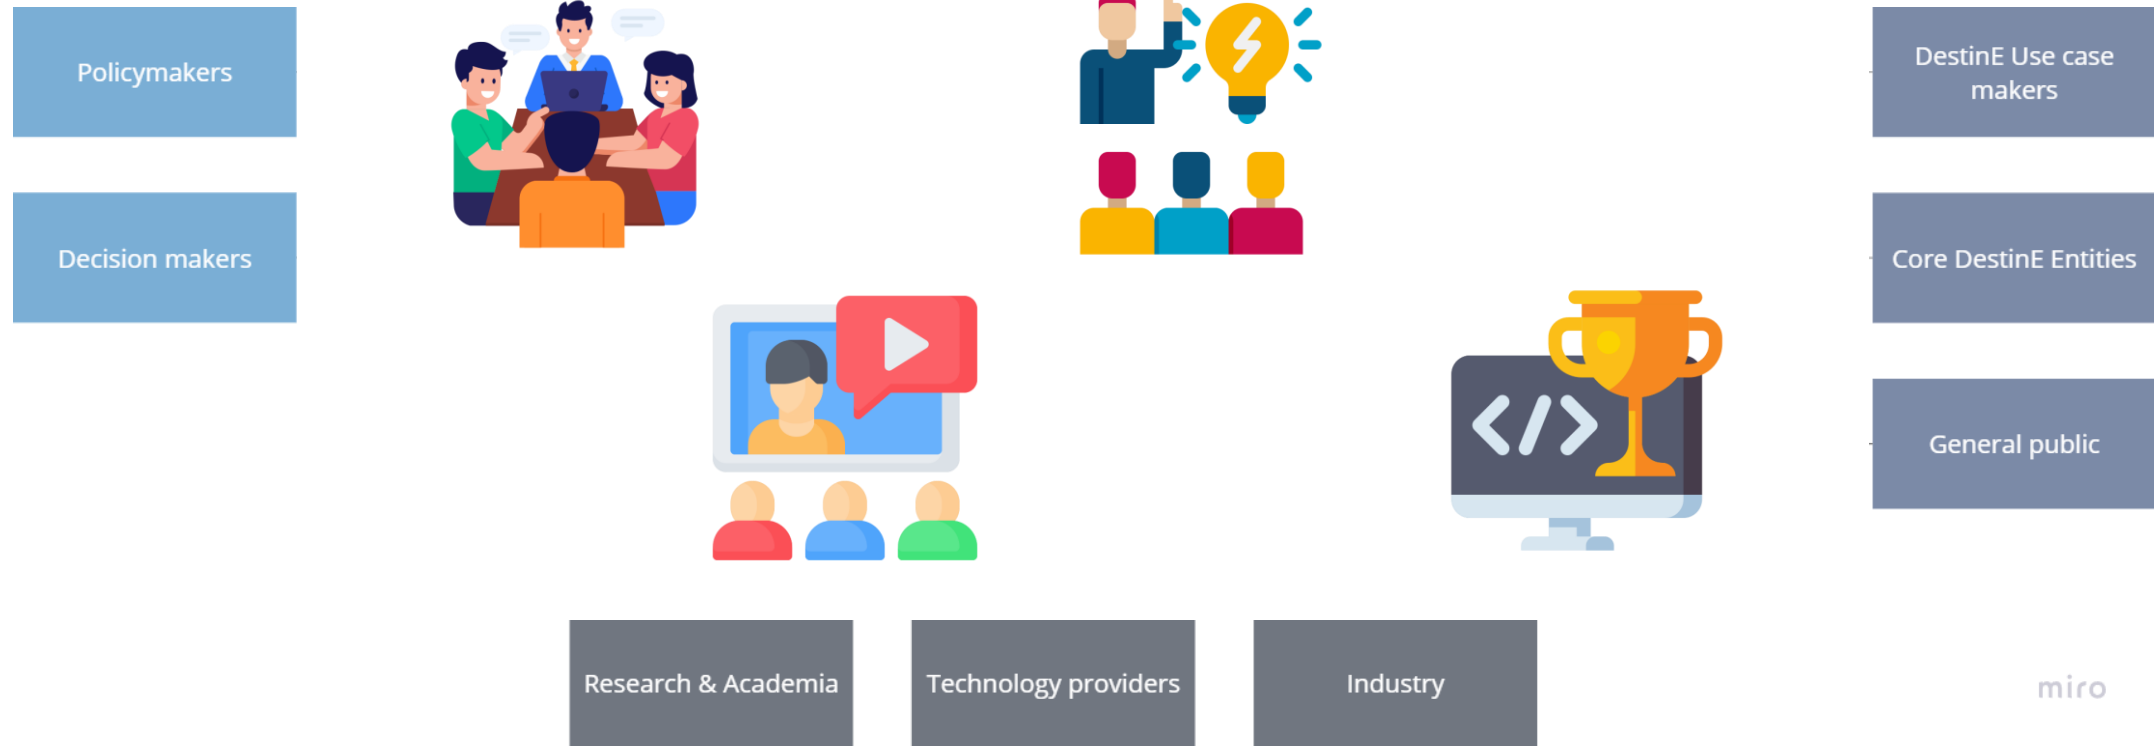 Policymakers
DestinE Use case
makers
Decision makers
Core DestinE Entities
General public
Research & Academia
Technology providers
Industry
miro